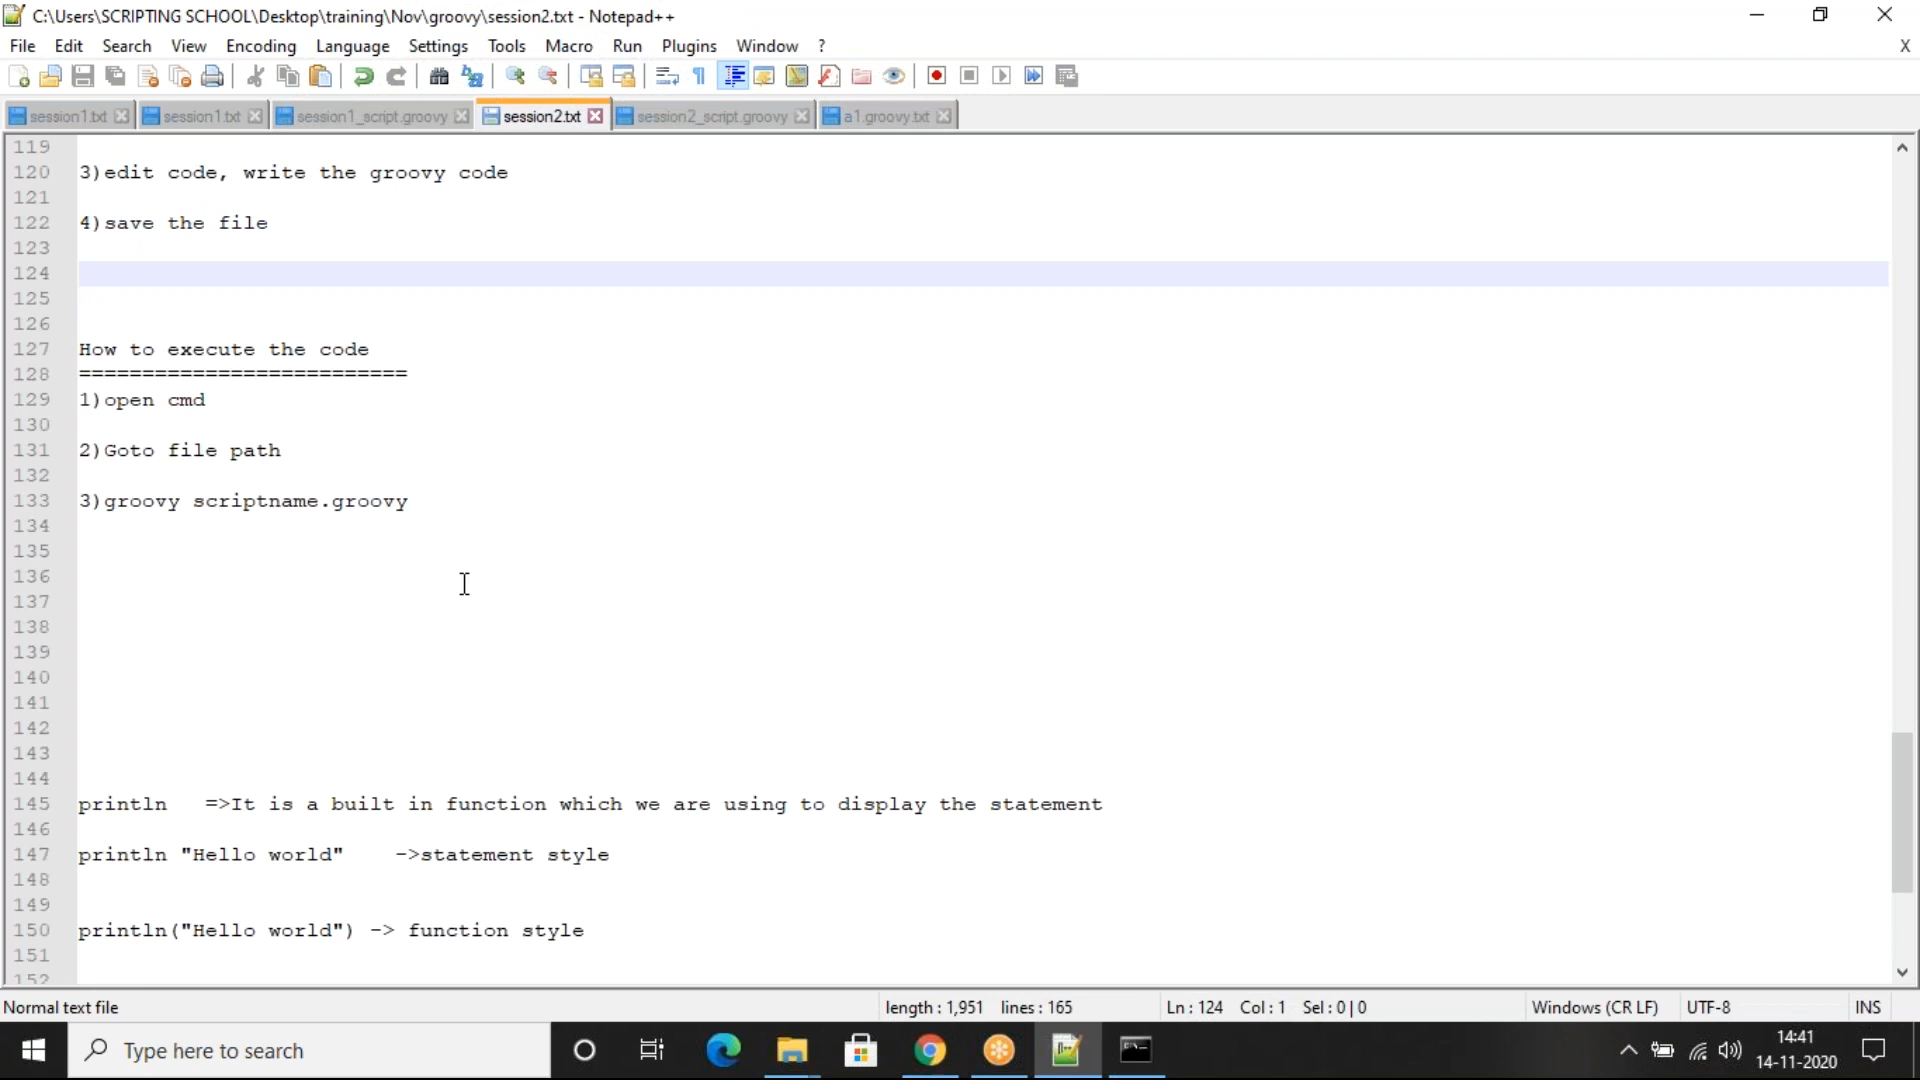 C:\Users\SCRIPTING SCHOOL\Desktop\training\Nov\groovy\session2.txt - Notepad++
File Edit Search View Encoding Language Settings Tools Macro Run Plugins Window ? X
session1.txt session1.txt session1_script.groovy session2.txt session2_script.groovy a1.groovy.txt
119
120 3)edit code, write the groovy code
121
122 4)save the file
123
124
125
126
127 How to execute the code
128 ==========================
129 1)open cmd
130
131 2)Goto file path
132
133 3)groovy scriptname.groovy
134
135
136
137
138
139
140
141
142
143
144
145 println   =>It is a built in function which we are using to display the statement
146
147 println "Hello world"    ->statement style
148
149
150 println("Hello world") -> function style
151
152
Normal text file length : 1,951 lines : 165 Ln : 124 Col : 1 Sel : 0 | 0 Windows (CR LF) UTF-8 INS
Type here to search
14:41
14-11-2020